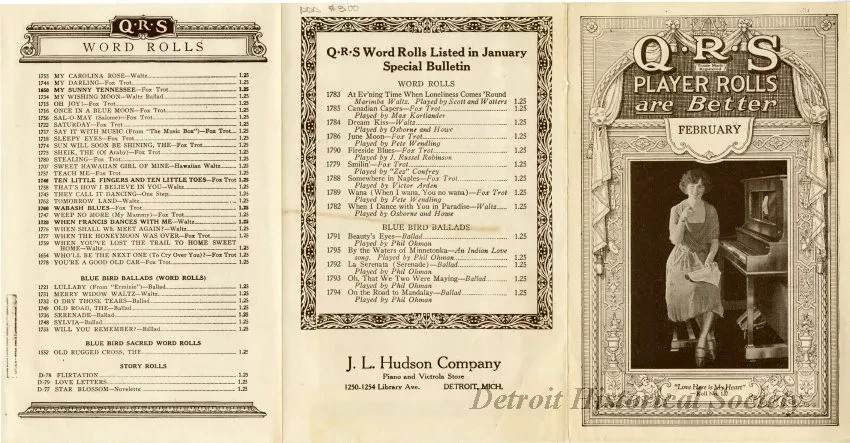 Q·R·S
WORD ROLLS
1733 MY CAROLINA ROSE—Waltz 1.25
1744 MY DARLING—Fox Trot 1.25
1650 MY SUNNY TENNESSEE—Fox Trot 1.25
1734 MY WISHING MOON—Waltz Ballad 1.25
1715 OH JOY!—Fox Trot 1.25
1716 ONCE IN A BLUE MOON—Fox Trot 1.25
1756 SAL-O-MAY (Salome)—Fox Trot 1.25
1722 SATURDAY—Fox Trot 1.25
1717 SAY IT WITH MUSIC (From "The Music Box")—Fox Trot 1.25
1718 SLEEPY EYES—Fox Trot 1.25
1774 SUN WILL SOON BE SHINING, THE—Fox Trot 1.25
1775 SHEIK, THE (Of Araby)—Fox Trot 1.25
1780 STEALING—Fox Trot 1.25
1707 SWEET HAWAIIAN GIRL OF MINE—Hawaiian Waltz 1.25
1757 TEACH ME—Fox Trot 1.25
1740 TEN LITTLE FINGERS AND TEN LITTLE TOES—Fox Trot 1.25
1758 THAT'S HOW I BELIEVE IN YOU—Waltz 1.25
1745 THEY CALL IT DANCING—One Step 1.25
1762 TOMORROW LAND—Waltz 1.25
1760 WABASH BLUES—Fox Trot 1.25
1747 WEEP NO MORE (My Mammy)—Fox Trot 1.25
1720 WHEN FRANCIS DANCES WITH ME—Waltz 1.25
1776 WHEN SHALL WE MEET AGAIN?—Waltz 1.25
1777 WHEN THE HONEYMOON WAS OVER—Fox Trot 1.25
1759 WHEN YOU'VE LOST THE TRAIL TO HOME SWEET
HOME—Waltz 1.25
1654 WHO'LL BE THE NEXT ONE (To Cry Over You)?—Fox Trot 1.25
1778 YOU'RE A GOOD OLD CAR—Fox Trot 1.25
BLUE BIRD BALLADS (WORD ROLLS)
1721 LULLABY (From "Erminie")—Ballad 1.25
1731 MERRY WIDOW WALTZ—Waltz 1.25
1732 O DRY THOSE TEARS—Ballad 1.25
1749 OLD ROAD, THE—Ballad 1.25
1736 SERENADE—Ballad 1.25
1748 SYLVIA—Ballad 1.25
1753 WILL YOU REMEMBER?—Ballad 1.25
BLUE BIRD SACRED WORD ROLLS
1552 OLD RUGGED CROSS, THE 1.25
STORY ROLLS
D-78 FLIRTATION 1.25
D-79 LOVE LETTERS 1.25
D-77 STAR BLOSSOM—Novelette 1.25
$3.00
Q·R·S Word Rolls Listed in January
Special Bulletin
WORD ROLLS
1783 At Ev'ning Time When Loneliness Comes 'Round
Marimba Waltz. Played by Scott and Watters 1.25
1785 Canadian Capers—Fox Trot 1.25
Played by Max Kortlander
1784 Dream Kiss—Waltz 1.25
Played by Osborne and Howe
1786 June Moon—Fox Trot 1.25
Played by Pete Wendling
1790 Fireside Blues—Fox Trot 1.25
Played by J. Russel Robinson
1779 Smilin'—Fox Trot 1.25
Played by "Zez" Confrey
1788 Somewhere in Naples—Fox Trot 1.25
Played by Victor Arden
1789 Wana (When I wana, You no wana)—Fox Trot 1.25
Played by Pete Wendling
1782 When I Dance with You in Paradise—Waltz 1.25
Played by Osborne and Howe
BLUE BIRD BALLADS
1791 Beauty's Eyes—Ballad 1.25
Played by Phil Ohman
1795 By the Waters of Minnetonka—An Indian Love
song. Played by Phil Ohman 1.25
1792 La Serenata (Serenade)—Ballad 1.25
Played by Phil Ohman
1793 Oh, That We Two Were Maying—Ballad 1.25
Played by Phil Ohman
1794 On the Road to Mandalay—Ballad 1.25
Played by Phil Ohman
J. L. Hudson Company
Piano and Victrola Store
1250-1254 Library Ave. DETROIT, MICH.
Q·R·S
Trade Mark
Registered
PLAYER ROLLS
are Better
FEBRUARY
"Love Here is My Heart"
Roll No. 137
Detroit Historical Society